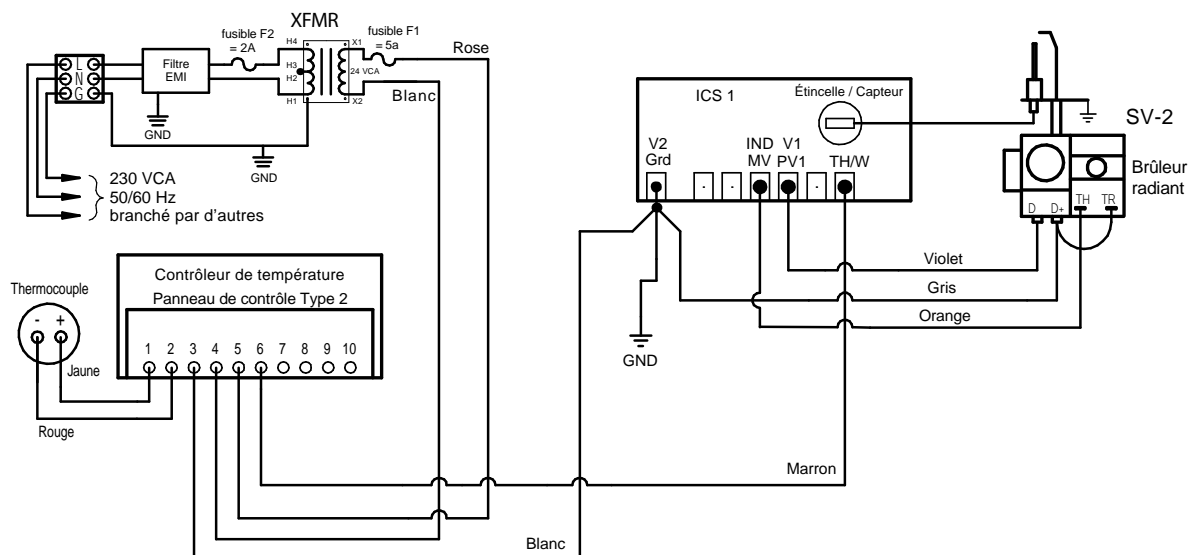 XFMR
fusible F2
= 2A
fusible F1
= 5a
Rose
H4
X1
H3
H2
24 VCA
H1
X2
L
N
G
Filtre
EMI
GND
Blanc
GND
230 VCA
50/60 Hz
branché par d'autres
ICS 1
Étincelle / Capteur
V2
Grd
IND
MV
V1
PV1
TH/W
SV-2
Brûleur
radiant
D
D+
TH
TR
Violet
Gris
Orange
GND
Contrôleur de température
Panneau de contrôle Type 2
Thermocouple
- +
1 2 3 4 5 6 7 8 9 10
Jaune
Rouge
Marron
Blanc